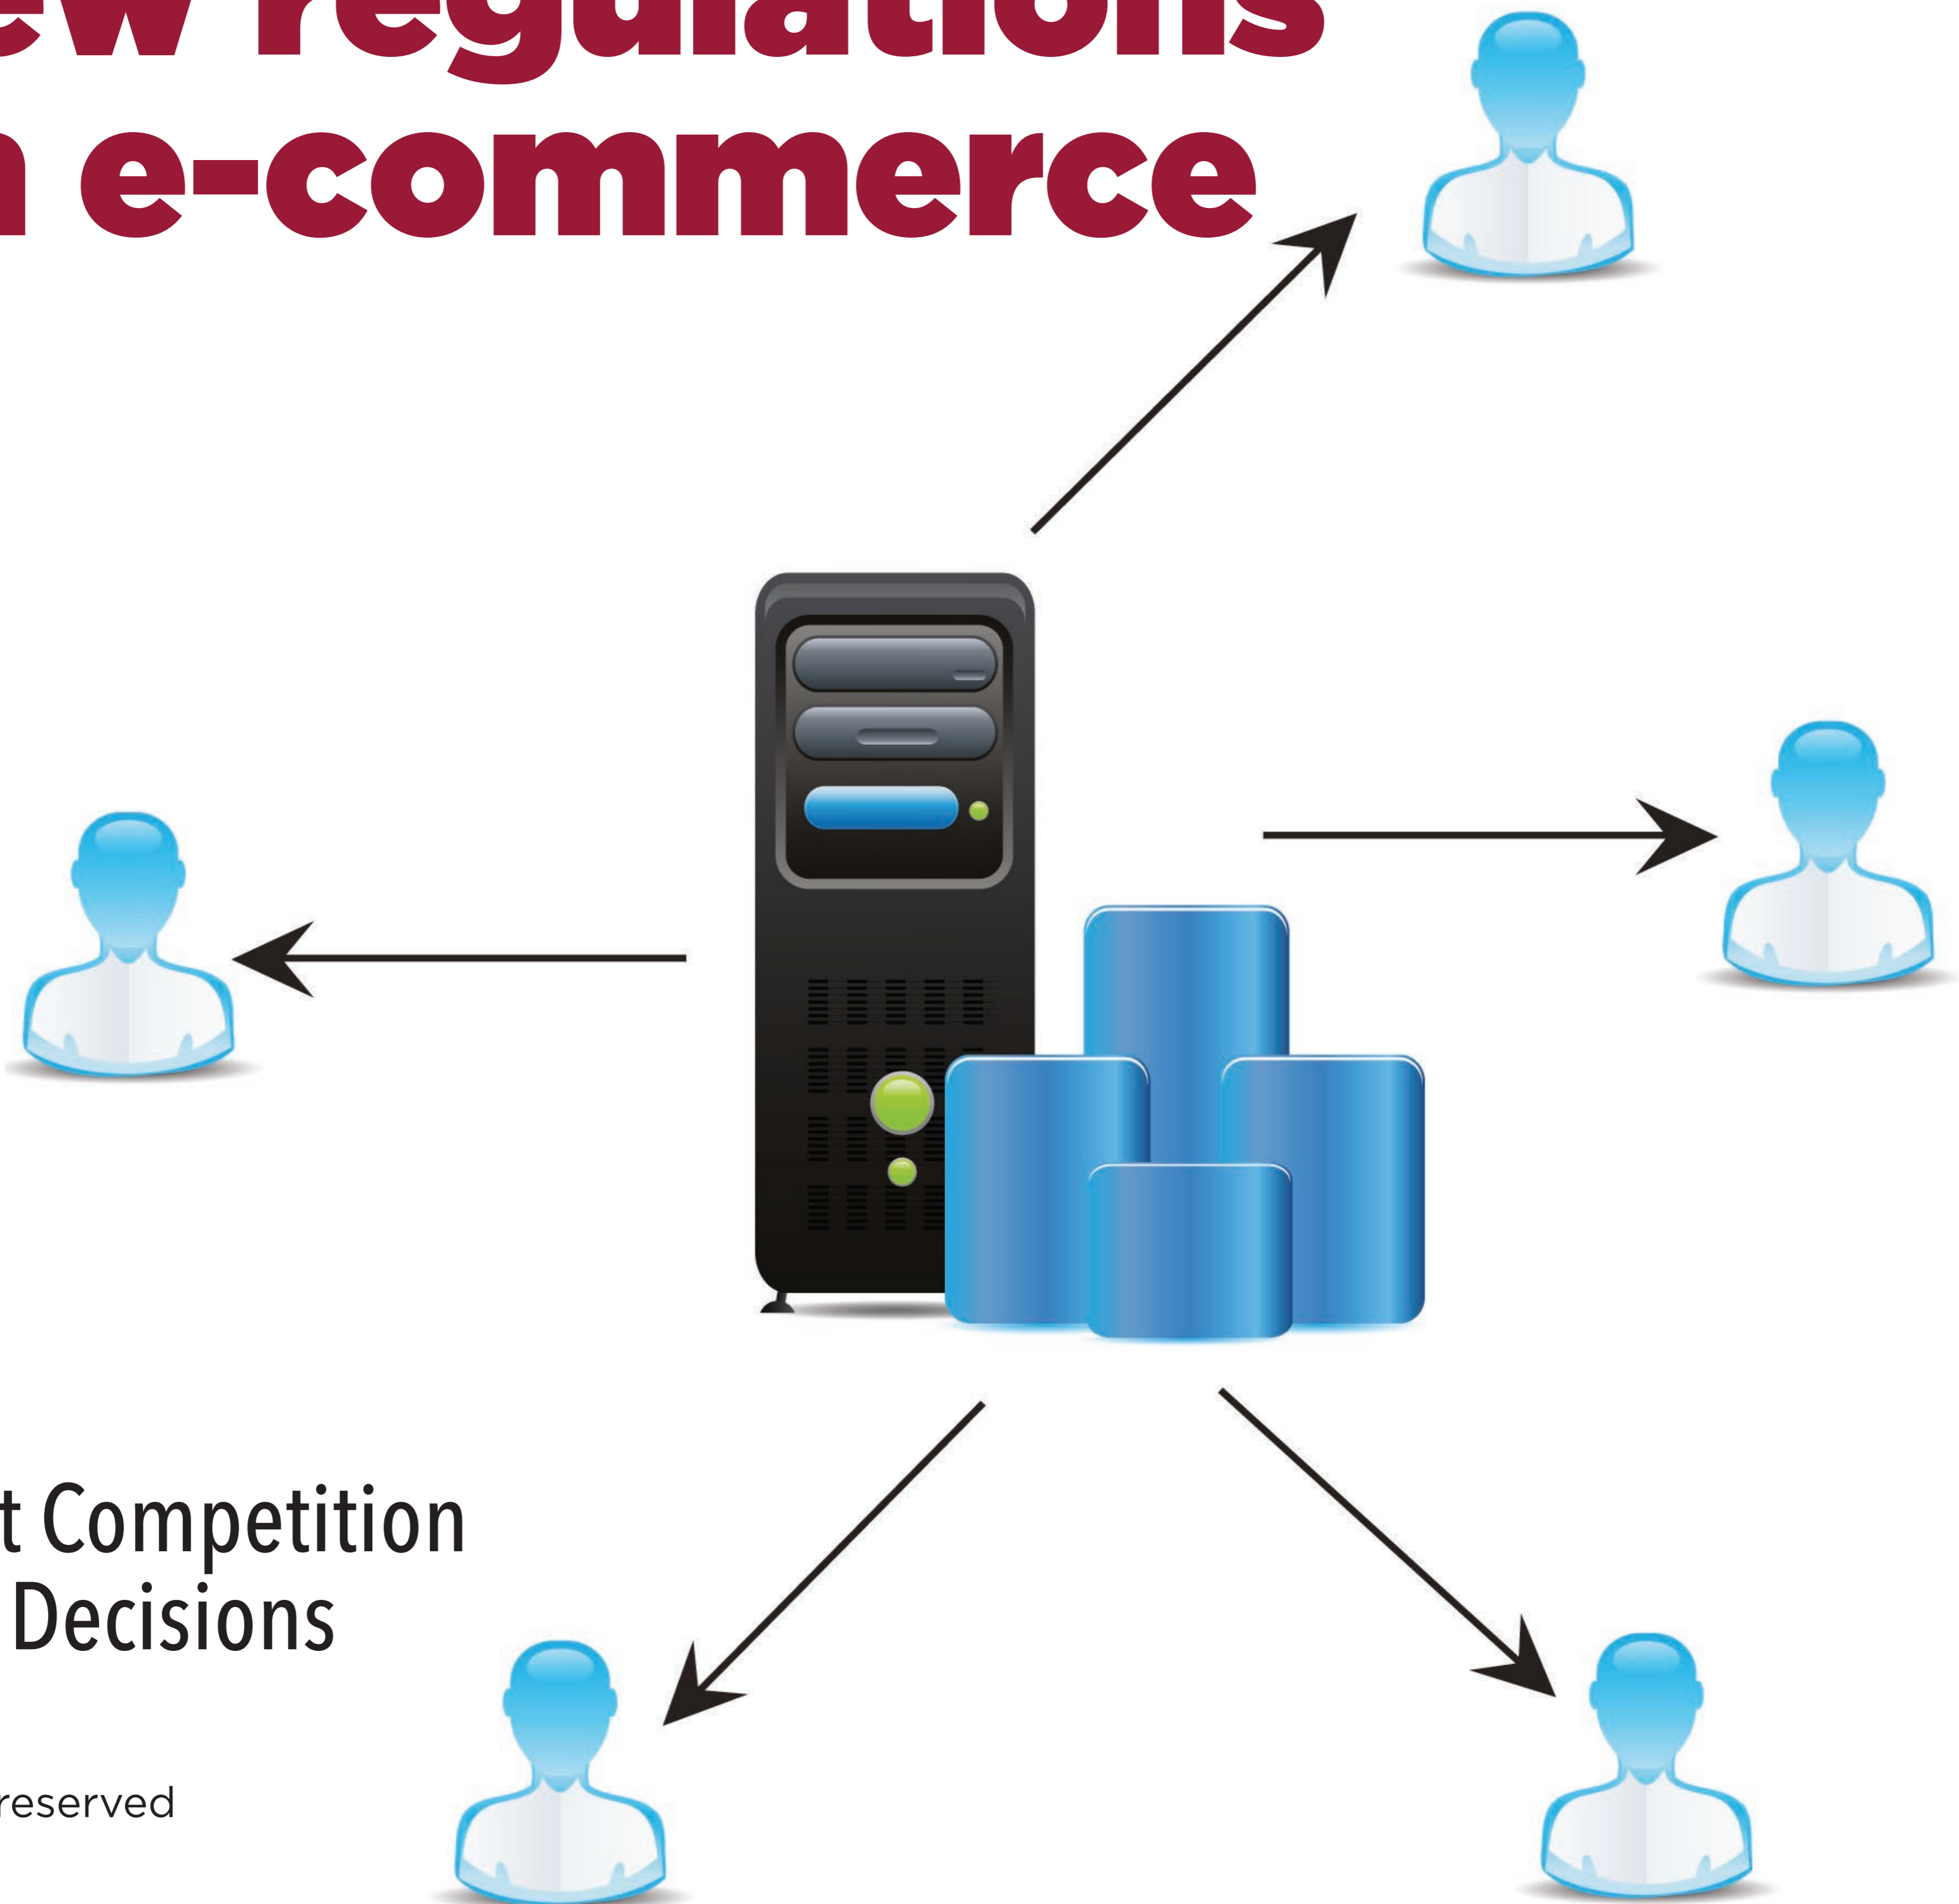 ew regulations
n e-commerce
t Competition
Decisions
reserved